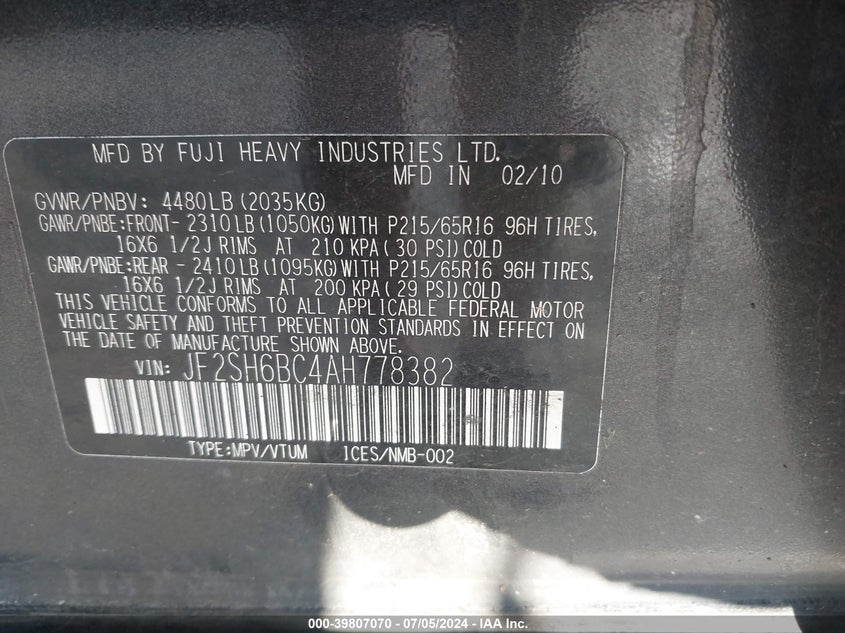 MFD BY FUJI HEAVY INDUSTRIES LTD.
MFD IN 02/10
GVWR/PNBV: 4480LB (2035KG)
GAWR/PNBE:FRONT- 2310LB (1050KG) WITH P215/65R16 96H TIRES,
16X6 1/2J RIMS AT 210 KPA ( 30 PSI) COLD
GAWR/PNBE:REAR - 2410LB (1095KG) WITH P215/65R16 96H TIRES,
16X6 1/2J RIMS AT 200 KPA ( 29 PSI) COLD
THIS VEHICLE CONFORMS TO ALL APPLICABLE FEDERAL MOTOR
VEHICLE SAFETY AND THEFT PREVENTION STANDARDS IN EFFECT ON
THE DATE OF MANUFACTURE SHOWN ABOVE.
VIN: JF2SH6BC4AH778382
TYPE:MPV/VTUM ICES/NMB-002
000-39807070 - 07/05/2024 - IAA Inc.